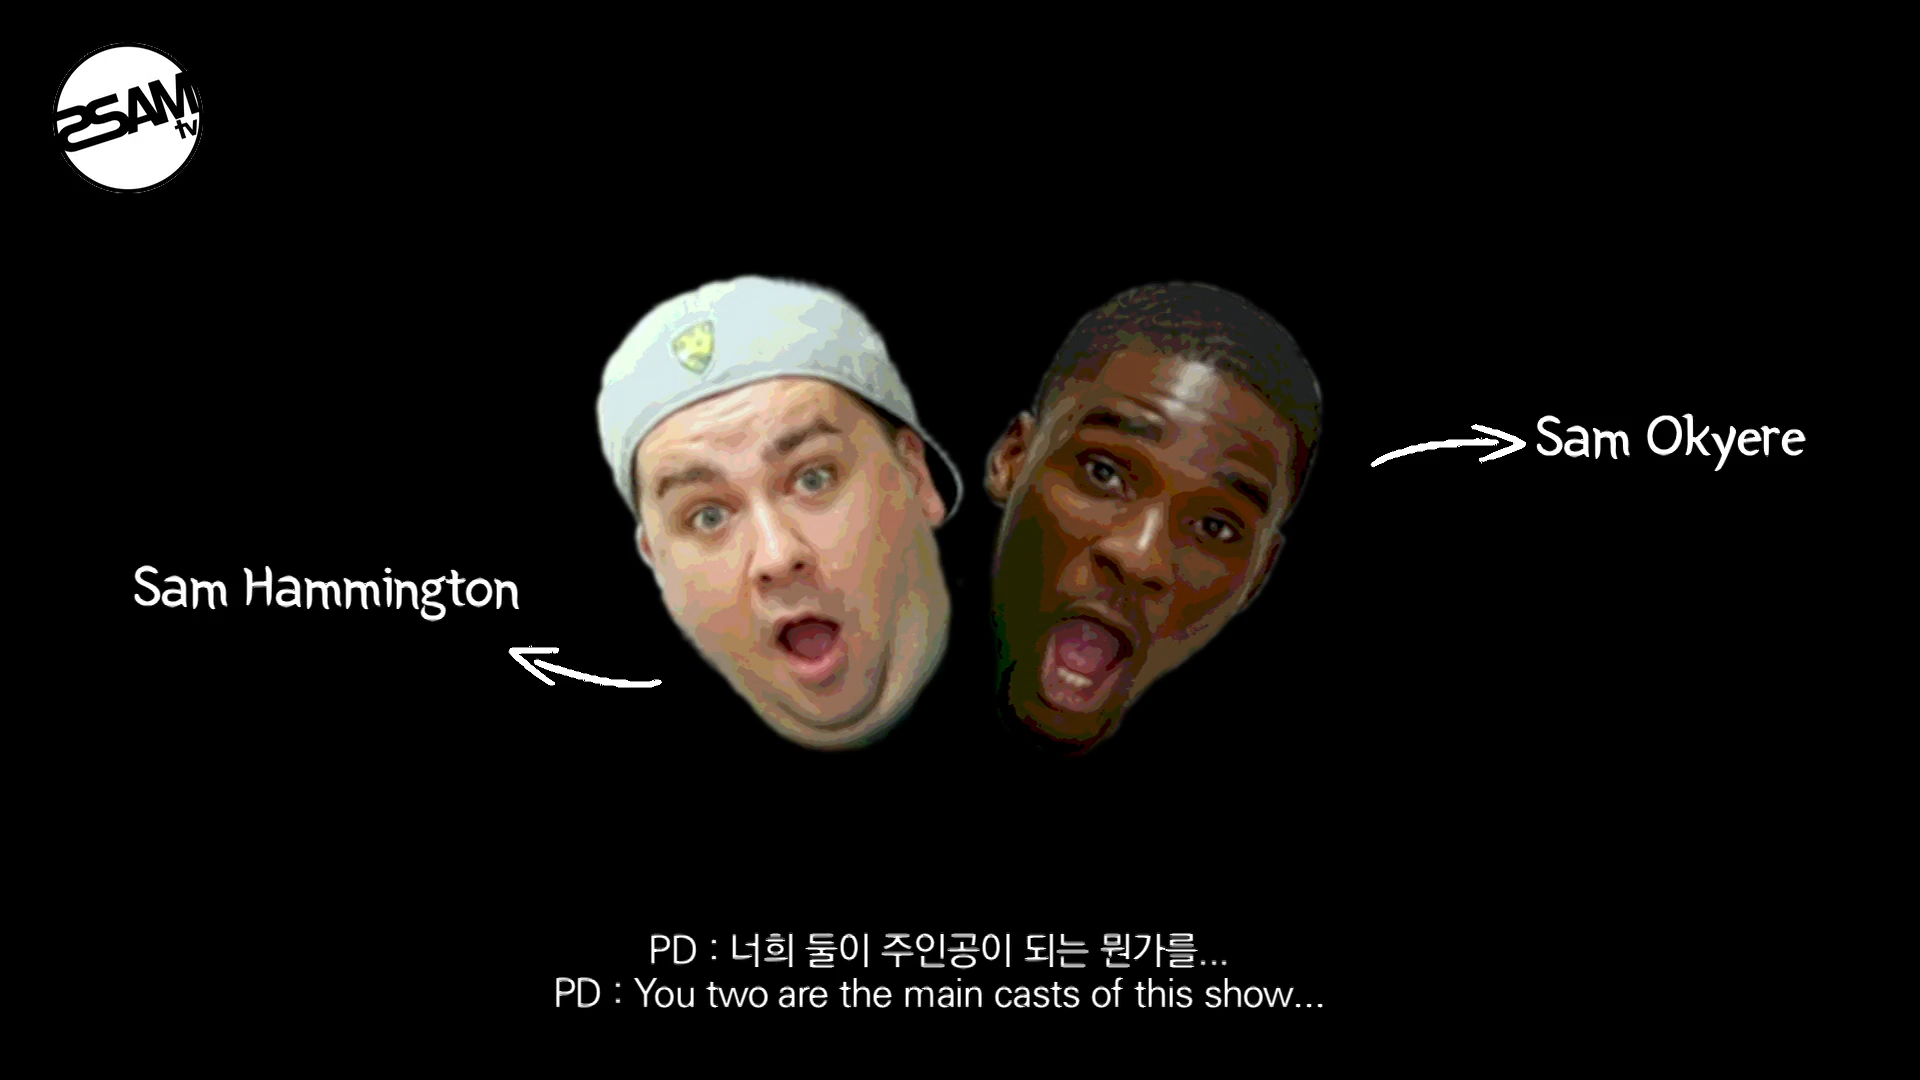 2SAM
tv
Sam Okyere
Sam Hammington
PD : 너희 둘이 주인공이 되는 뭔가를...
PD : You two are the main casts of this show...